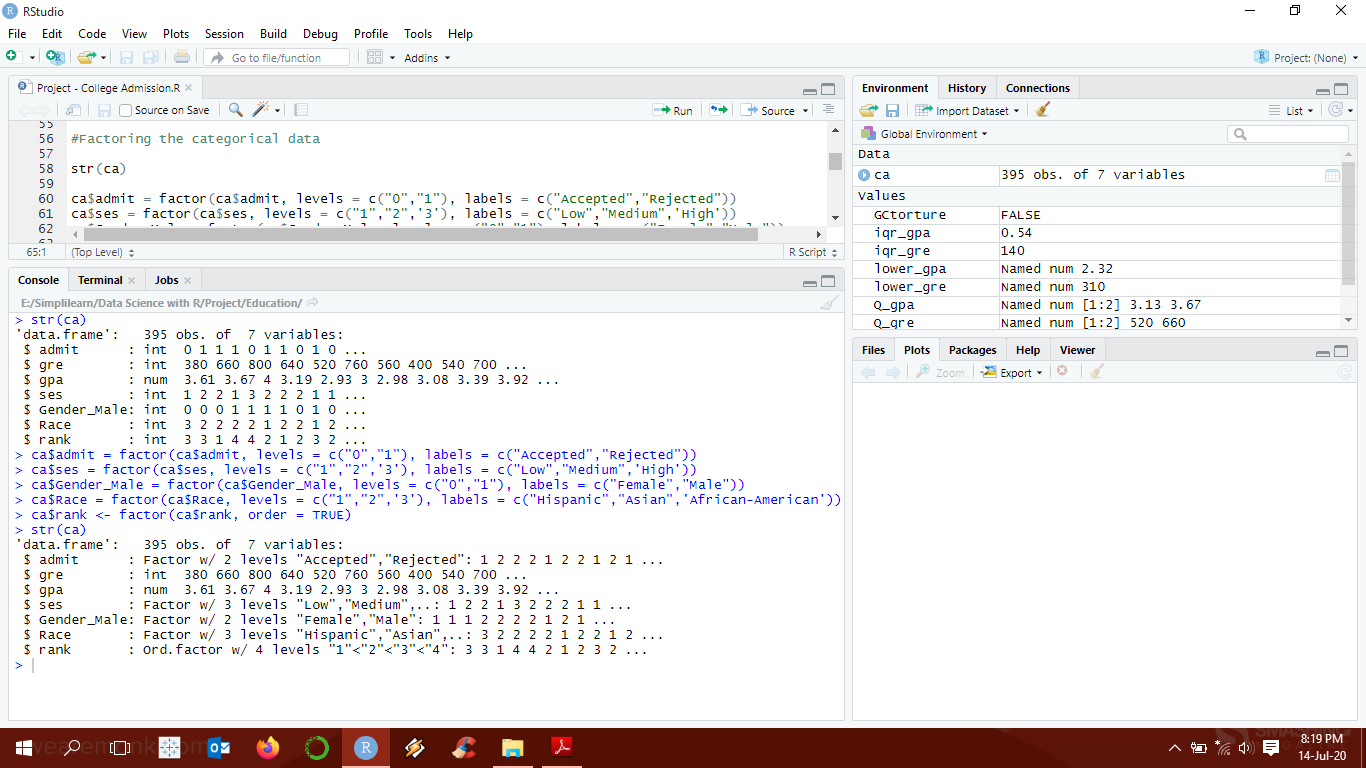 RStudio
File Edit Code View Plots Session Build Debug Profile Tools Help
Go to file/function Addins Project: (None)
Project - College Admission.R
Source on Save Run Source
55
56 #Factoring the categorical data
57
58 str(ca)
59
60 ca$admit = factor(ca$admit, levels = c("0","1"), labels = c("Accepted","Rejected"))
61 ca$ses = factor(ca$ses, levels = c("1","2",'3'), labels = c("Low","Medium",'High'))
62
65:1 (Top Level) R Script
Console Terminal Jobs
E:/Simplilearn/Data Science with R/Project/Education/
> str(ca)
'data.frame': 395 obs. of 7 variables:
$ admit : int 0 1 1 1 0 1 1 0 1 0 ...
$ gre : int 380 660 800 640 520 760 560 400 540 700 ...
$ gpa : num 3.61 3.67 4 3.19 2.93 3 2.98 3.08 3.39 3.92 ...
$ ses : int 1 2 2 1 3 2 2 2 1 1 ...
$ Gender_Male: int 0 0 0 1 1 1 1 0 1 0 ...
$ Race : int 3 2 2 2 2 1 2 2 1 2 ...
$ rank : int 3 3 1 4 4 2 1 2 3 2 ...
> ca$admit = factor(ca$admit, levels = c("0","1"), labels = c("Accepted","Rejected"))
> ca$ses = factor(ca$ses, levels = c("1","2",'3'), labels = c("Low","Medium",'High'))
> ca$Gender_Male = factor(ca$Gender_Male, levels = c("0","1"), labels = c("Female","Male"))
> ca$Race = factor(ca$Race, levels = c("1","2",'3'), labels = c("Hispanic","Asian",'African-American'))
> ca$rank <- factor(ca$rank, order = TRUE)
> str(ca)
'data.frame': 395 obs. of 7 variables:
$ admit : Factor w/ 2 levels "Accepted","Rejected": 1 2 2 2 1 2 2 1 2 1 ...
$ gre : int 380 660 800 640 520 760 560 400 540 700 ...
$ gpa : num 3.61 3.67 4 3.19 2.93 3 2.98 3.08 3.39 3.92 ...
$ ses : Factor w/ 3 levels "Low","Medium",..: 1 2 2 1 3 2 2 2 1 1 ...
$ Gender_Male: Factor w/ 2 levels "Female","Male": 1 1 1 2 2 2 2 1 2 1 ...
$ Race : Factor w/ 3 levels "Hispanic","Asian",..: 3 2 2 2 2 1 2 2 1 2 ...
$ rank : Ord.factor w/ 4 levels "1"<"2"<"3"<"4": 3 3 1 4 4 2 1 2 3 2 ...
>
Environment History Connections
Import Dataset List
Global Environment
Data
ca 395 obs. of 7 variables
Values
GCtorture FALSE
iqr_gpa 0.54
iqr_gre 140
lower_gpa Named num 2.32
lower_gre Named num 310
Q_gpa Named num [1:2] 3.13 3.67
Q_gre Named num [1:2] 520 660
Files Plots Packages Help Viewer
Zoom Export
8:19 PM
14-Jul-20